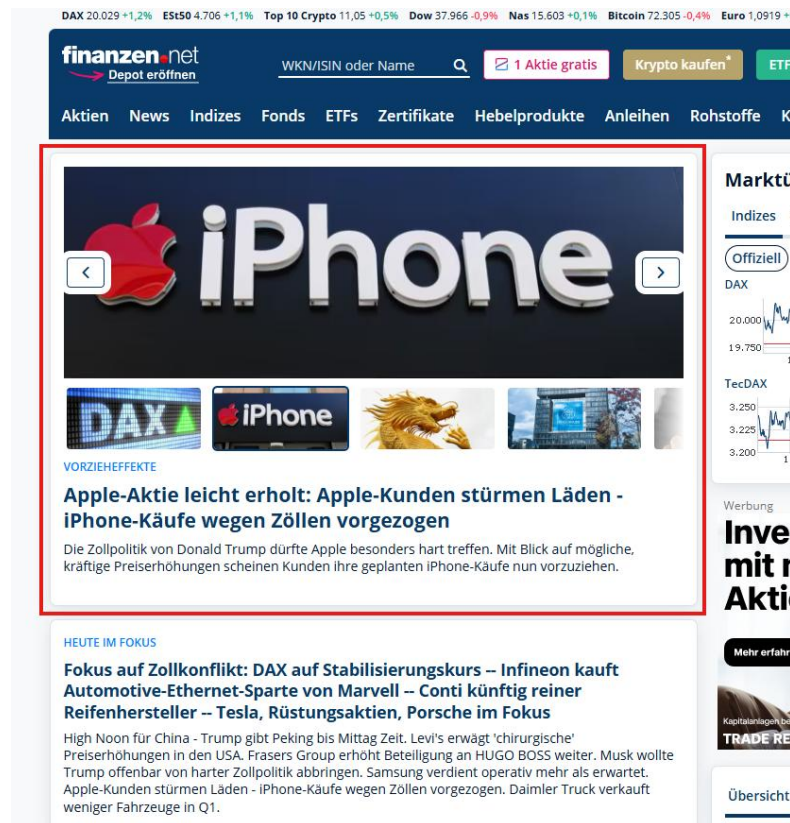 DAX 20.029 +1,2% ESt50 4.706 +1,1% Top 10 Crypto 11,05 +0,5% Dow 37.966 -0,9% Nas 15.603 +0,1% Bitcoin 72.305 -0,4% Euro 1,0919
finanzen.net
Depot eröffnen
WKN/ISIN oder Name
1 Aktie gratis
Krypto kaufen*
Aktien News Indizes Fonds ETFs Zertifikate Hebelprodukte Anleihen Rohstoffe
iPhone
DAX
iPhone
VORZIEHEFFEKTE
Apple-Aktie leicht erholt: Apple-Kunden stürmen Läden -
iPhone-Käufe wegen Zöllen vorgezogen
Die Zollpolitik von Donald Trump dürfte Apple besonders hart treffen. Mit Blick auf mögliche,
kräftige Preiserhöhungen scheinen Kunden ihre geplanten iPhone-Käufe nun vorzuziehen.
HEUTE IM FOKUS
Fokus auf Zollkonflikt: DAX auf Stabilisierungskurs -- Infineon kauft
Automotive-Ethernet-Sparte von Marvell -- Conti künftig reiner
Reifenhersteller -- Tesla, Rüstungsaktien, Porsche im Fokus
High Noon für China - Trump gibt Peking bis Mittag Zeit. Levi's erwägt 'chirurgische'
Preiserhöhungen in den USA. Frasers Group erhöht Beteiligung an HUGO BOSS weiter. Musk wollte
Trump offenbar von harter Zollpolitik abbringen. Samsung verdient operativ mehr als erwartet.
Apple-Kunden stürmen Läden - iPhone-Käufe wegen Zöllen vorgezogen. Daimler Truck verkauft
weniger Fahrzeuge in Q1.
Indizes
Offiziell
DAX
20.000
19.750
TecDAX
3.250
3.225
3.200
Werbung
mit
Übersicht